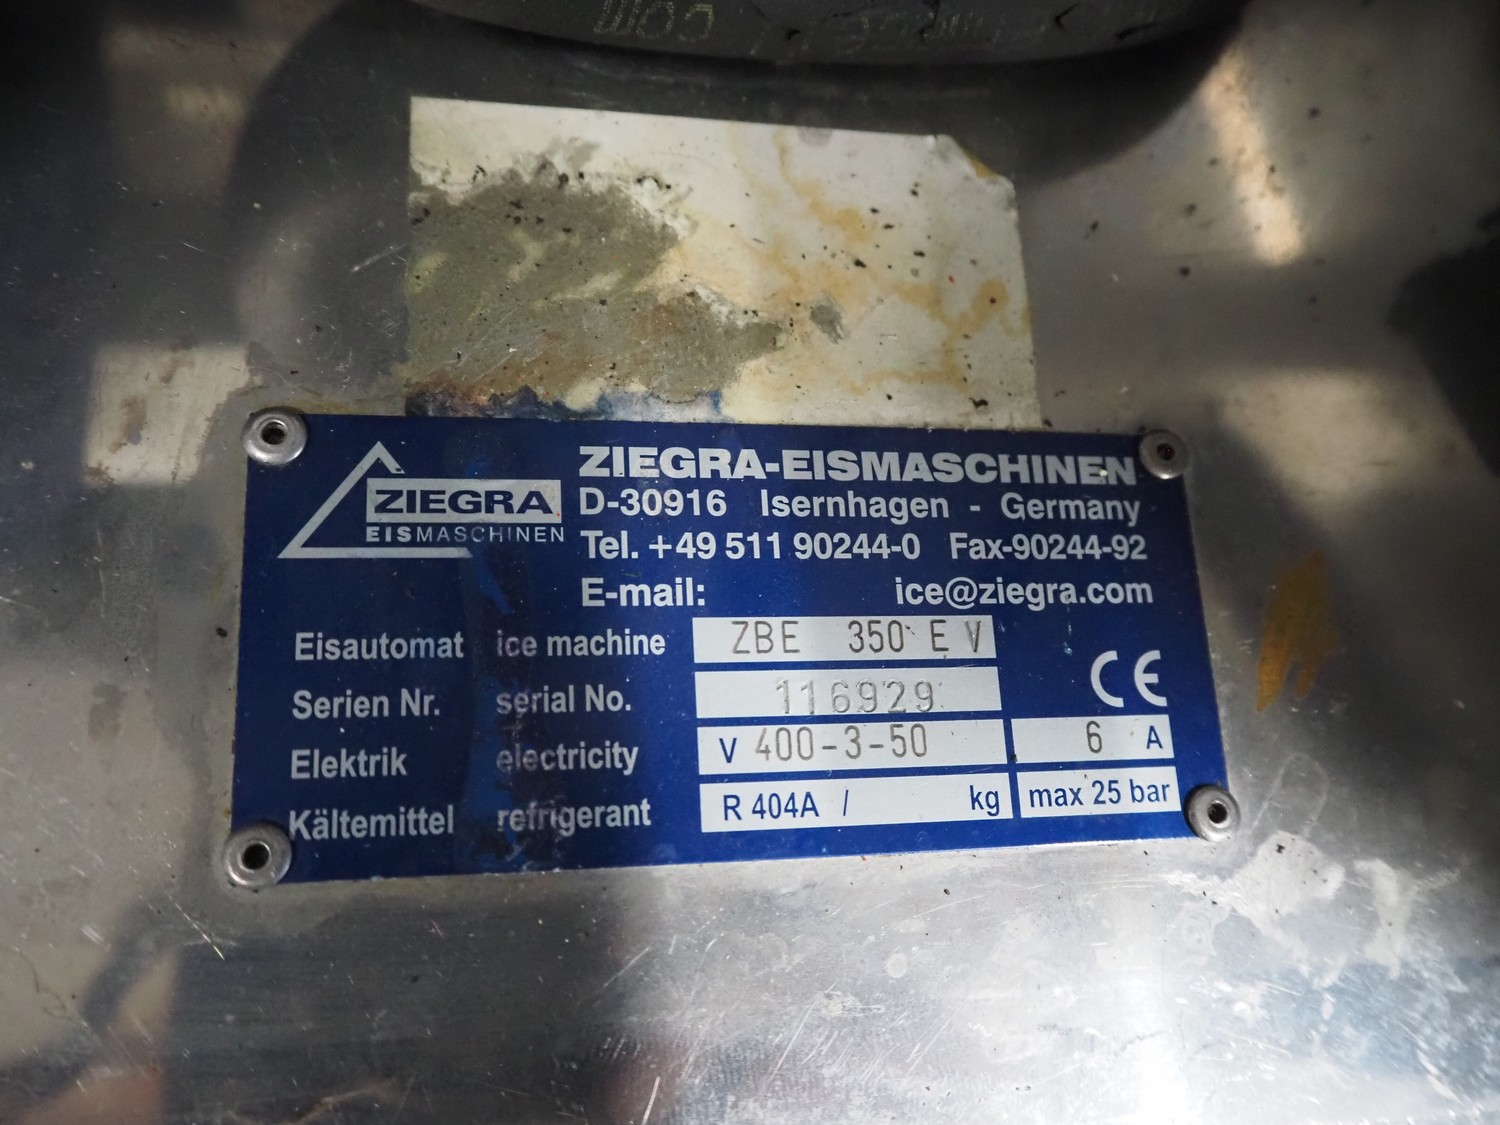 COM
ZIEGRA
EISMASCHINEN
ZIEGRA-EISMASCHINEN
D-30916 Isernhagen - Germany
Tel. +49 511 90244-0 Fax-90244-92
E-mail: ice@ziegra.com
Eisautomat ice machine ZBE 350 E V
Serien Nr. serial No. 116929 CE
Elektrik electricity V 400-3-50 6 A
Kältemittel refrigerant R 404A / kg max 25 bar